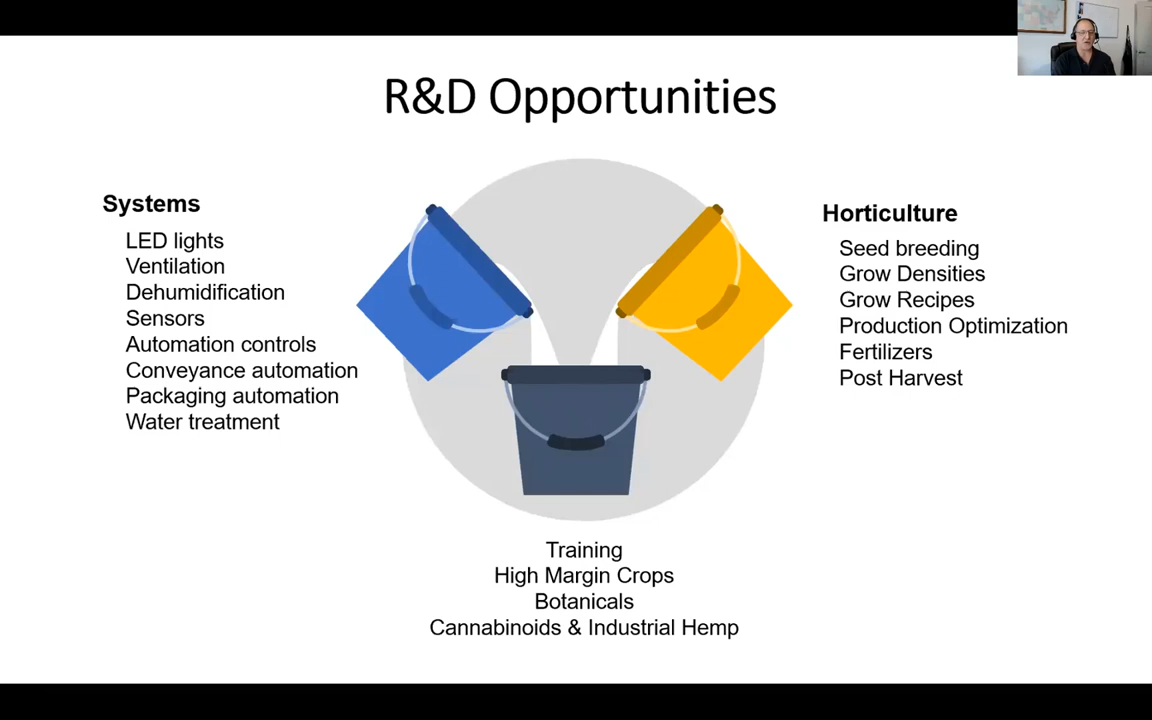 R&D Opportunities
Systems
LED lights
Ventilation
Dehumidification
Sensors
Automation controls
Conveyance automation
Packaging automation
Water treatment
Horticulture
Seed breeding
Grow Densities
Grow Recipes
Production Optimization
Fertilizers
Post Harvest
Training
High Margin Crops
Botanicals
Cannabinoids & Industrial Hemp